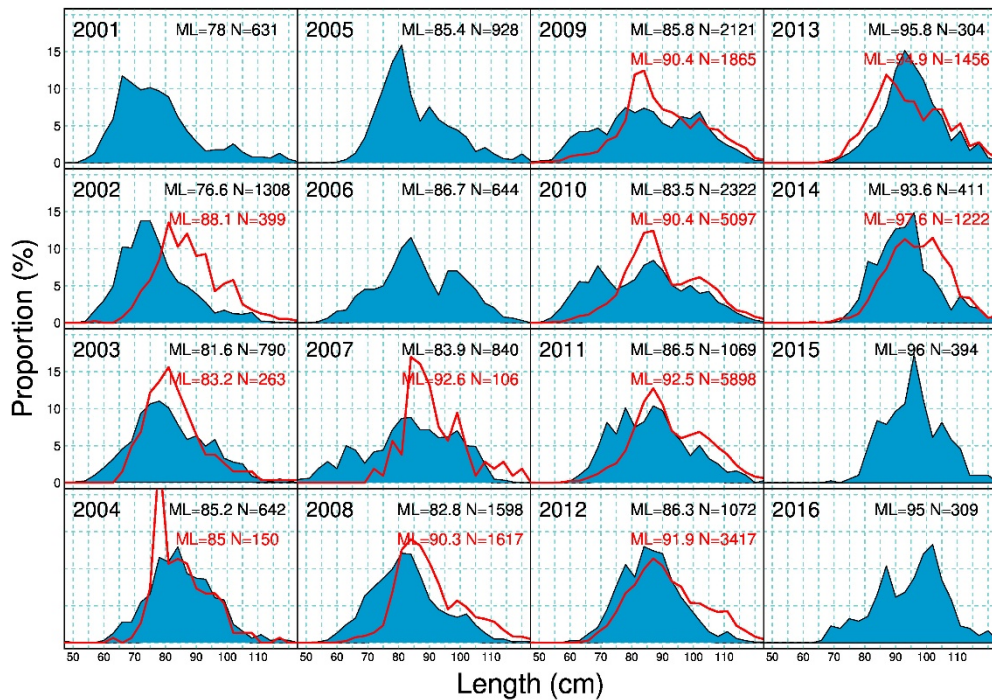 2001 ML=78 N=631
2005 ML=85.4 N=928
2009 ML=85.8 N=2121
ML=90.4 N=1865
2013 ML=95.8 N=304
ML=94.9 N=1456
2002 ML=76.6 N=1308
ML=88.1 N=399
2006 ML=86.7 N=644
2010 ML=83.5 N=2322
ML=90.4 N=5097
2014 ML=93.6 N=411
ML=97.6 N=1222
2003 ML=81.6 N=790
ML=83.2 N=263
2007 ML=83.9 N=840
ML=92.6 N=106
2011 ML=86.5 N=1069
ML=92.5 N=5898
2015 ML=96 N=394
2004 ML=85.2 N=642
ML=85 N=150
2008 ML=82.8 N=1598
ML=90.3 N=1617
2012 ML=86.3 N=1072
ML=91.9 N=3417
2016 ML=95 N=309
15
10
5
0
15
10
5
0
15
10
5
0
Proportion (%)
50 60 70 80 90 100 110 50 60 70 80 90 100 110 50 60 70 80 90 100 110 50 60 70 80 90 100 110
Length (cm)